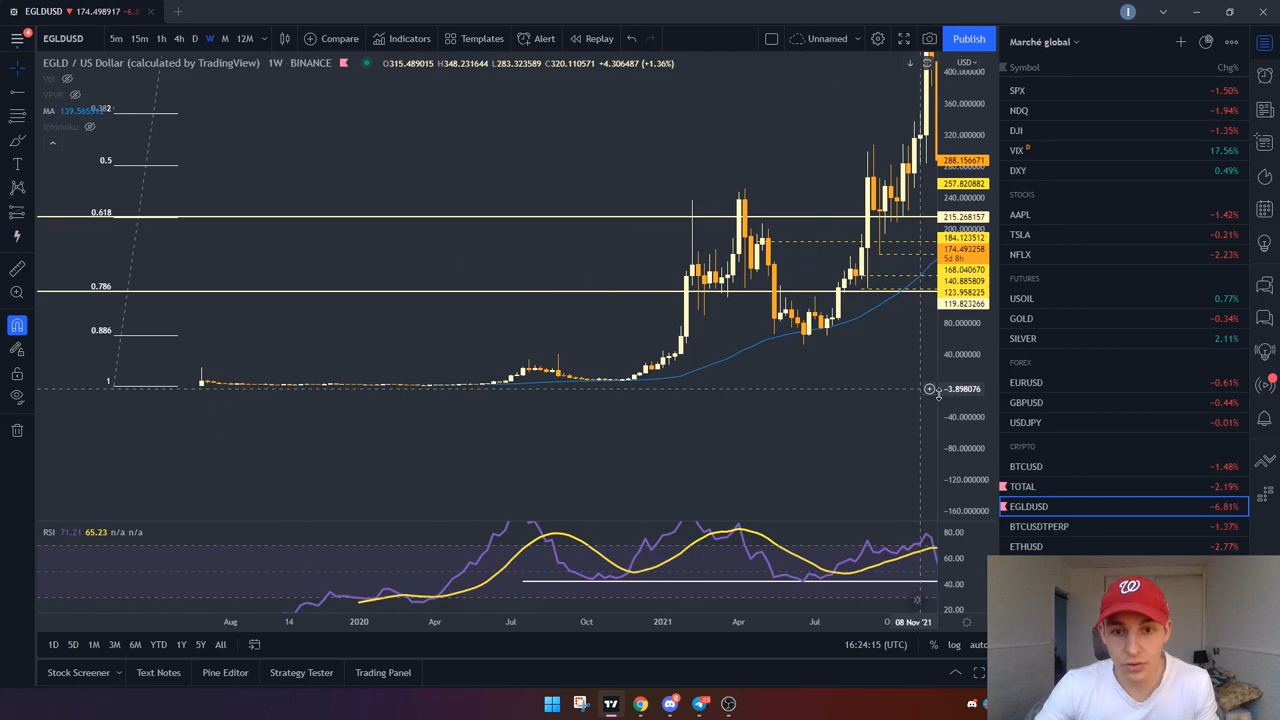 EGLDUSD ▼ 174.498917 −6.8
4
EGLDUSD
5m 15m 1h 4h D W M 12M
Compare
Indicators
Templates
Alert
Replay
Unnamed
Publish
Marché global
I
EGLD / US Dollar (calculated by TradingView) 1W BINANCE
O315.489015 H348.231644 L283.323589 C320.110571 +4.306487 (+1.36%)
USD
Vol
VPVR
MA
Ichimoku
0.382
0.5
0.618
0.786
0.886
1
400.000000
360.000000
320.000000
288.156671
257.820882
240.000000
215.268157
200.000000
184.123512
174.493258
5d 8h
168.040670
140.885809
123.958225
119.823266
80.000000
40.000000
−3.898076
−40.000000
−80.000000
−120.000000
−160.000000
RSI 71.21 65.23 n/a n/a
80.00
60.00
40.00
20.00
Aug 14 2020 Apr Jul Oct 2021 Apr Jul O 08 Nov '21
1D 5D 1M 3M 6M YTD 1Y 5Y All
16:24:15 (UTC)
% log auto
Stock Screener
Text Notes
Pine Editor
Strategy Tester
Trading Panel
Symbol Chg%
SPX −1.50%
NDQ −1.94%
DJI −1.35%
VIX D 17.56%
DXY 0.49%
STOCKS
AAPL −1.42%
TSLA −0.21%
NFLX −2.23%
FUTURES
USOIL 0.77%
GOLD −0.34%
SILVER 2.11%
FOREX
EURUSD −0.61%
GBPUSD −0.44%
USDJPY −0.01%
CRYPTO
BTCUSD −1.48%
TOTAL −2.19%
EGLDUSD −6.81%
BTCUSDTPERP −1.37%
ETHUSD −2.77%
W